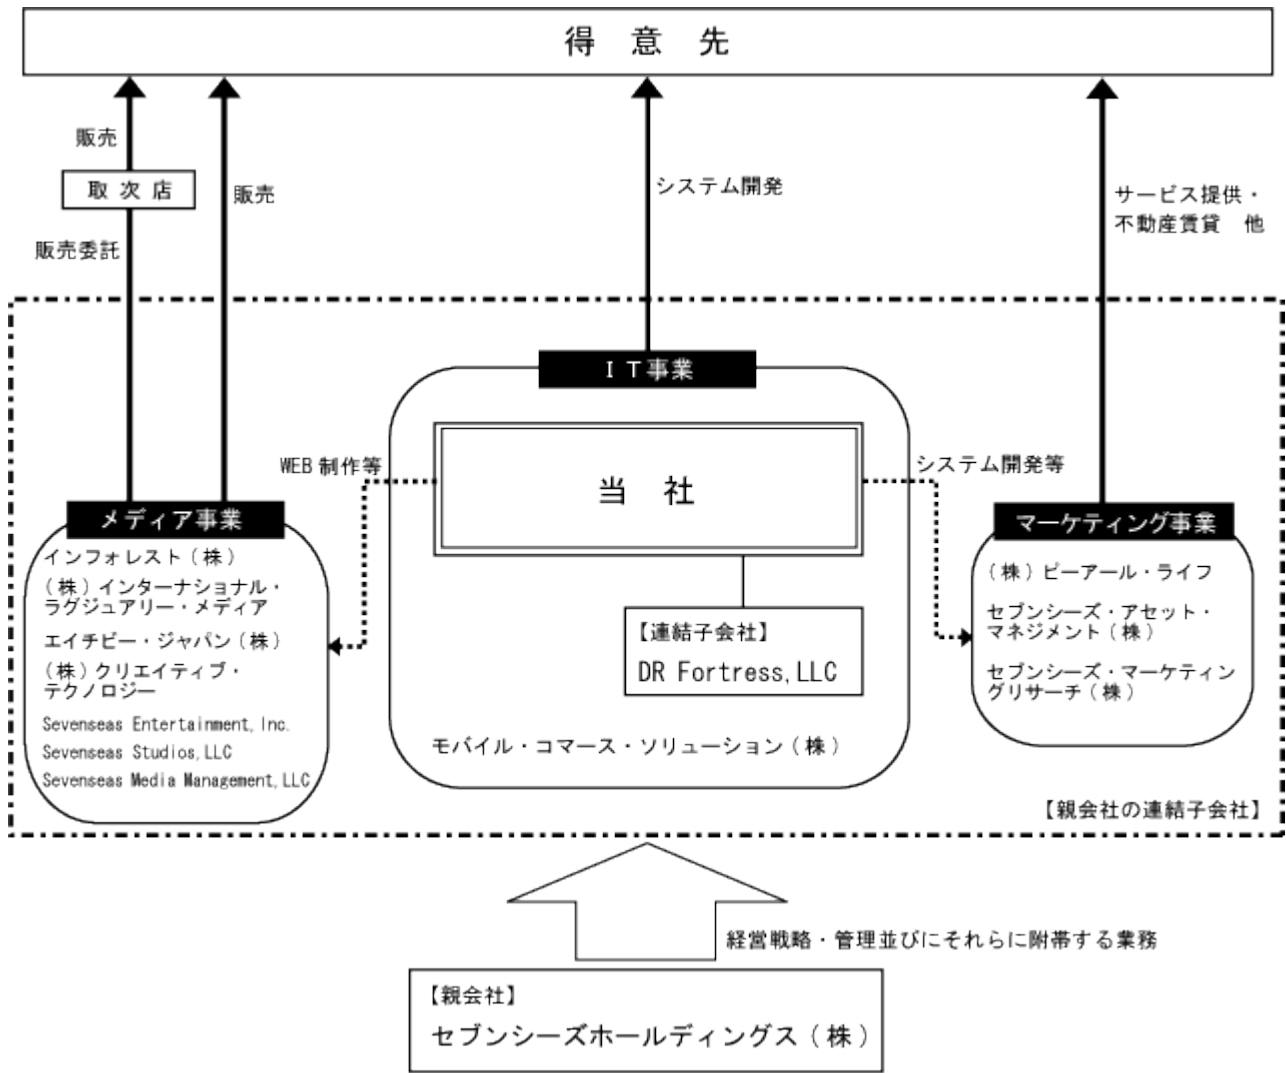 得 意 先
販売
取 次 店
販売
販売委託
システム開発
サービス提供・
不動産賃貸 他
IT事業
当 社
WEB 制作等
システム開発等
メディア事業
インフォレスト(株)
(株)インターナショナル・
ラグジュアリー・メディア
エイチビー・ジャパン(株)
(株)クリエイティブ・
テクノロジー
Sevenseas Entertainment, Inc.
Sevenseas Studios, LLC
Sevenseas Media Management, LLC
【連結子会社】
DR Fortress, LLC
モバイル・コマース・ソリューション(株)
マーケティング事業
(株)ピーアール・ライフ
セブンシーズ・アセット・
マネジメント(株)
セブンシーズ・マーケティン
グリサーチ(株)
【親会社の連結子会社】
経営戦略・管理並びにそれらに附帯する業務
【親会社】
セブンシーズホールディングス(株)